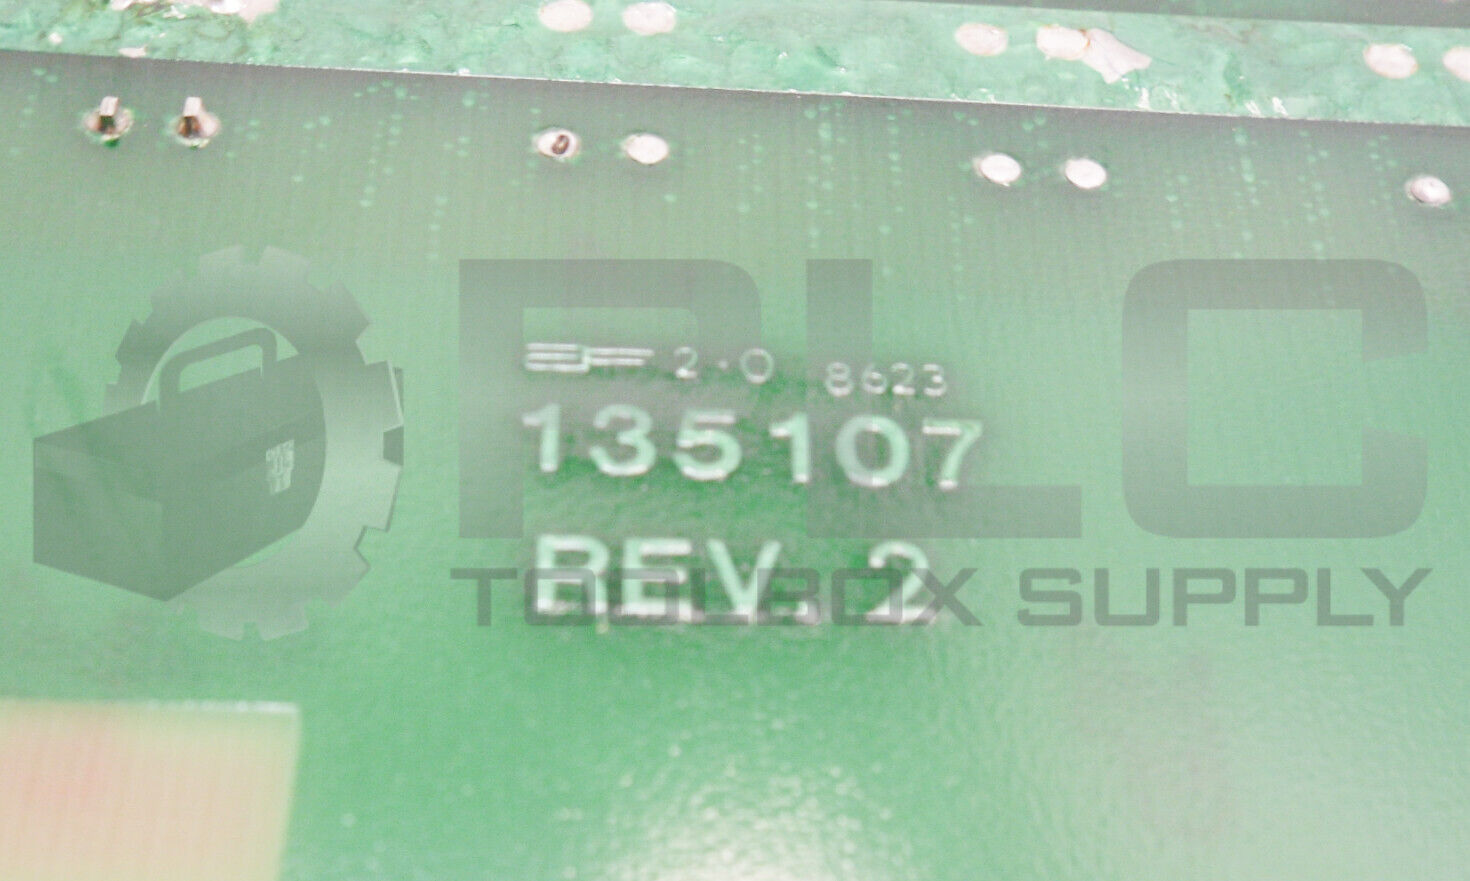 2·0 8623
135107
REV. 2
PLC
TOOLBOX SUPPLY